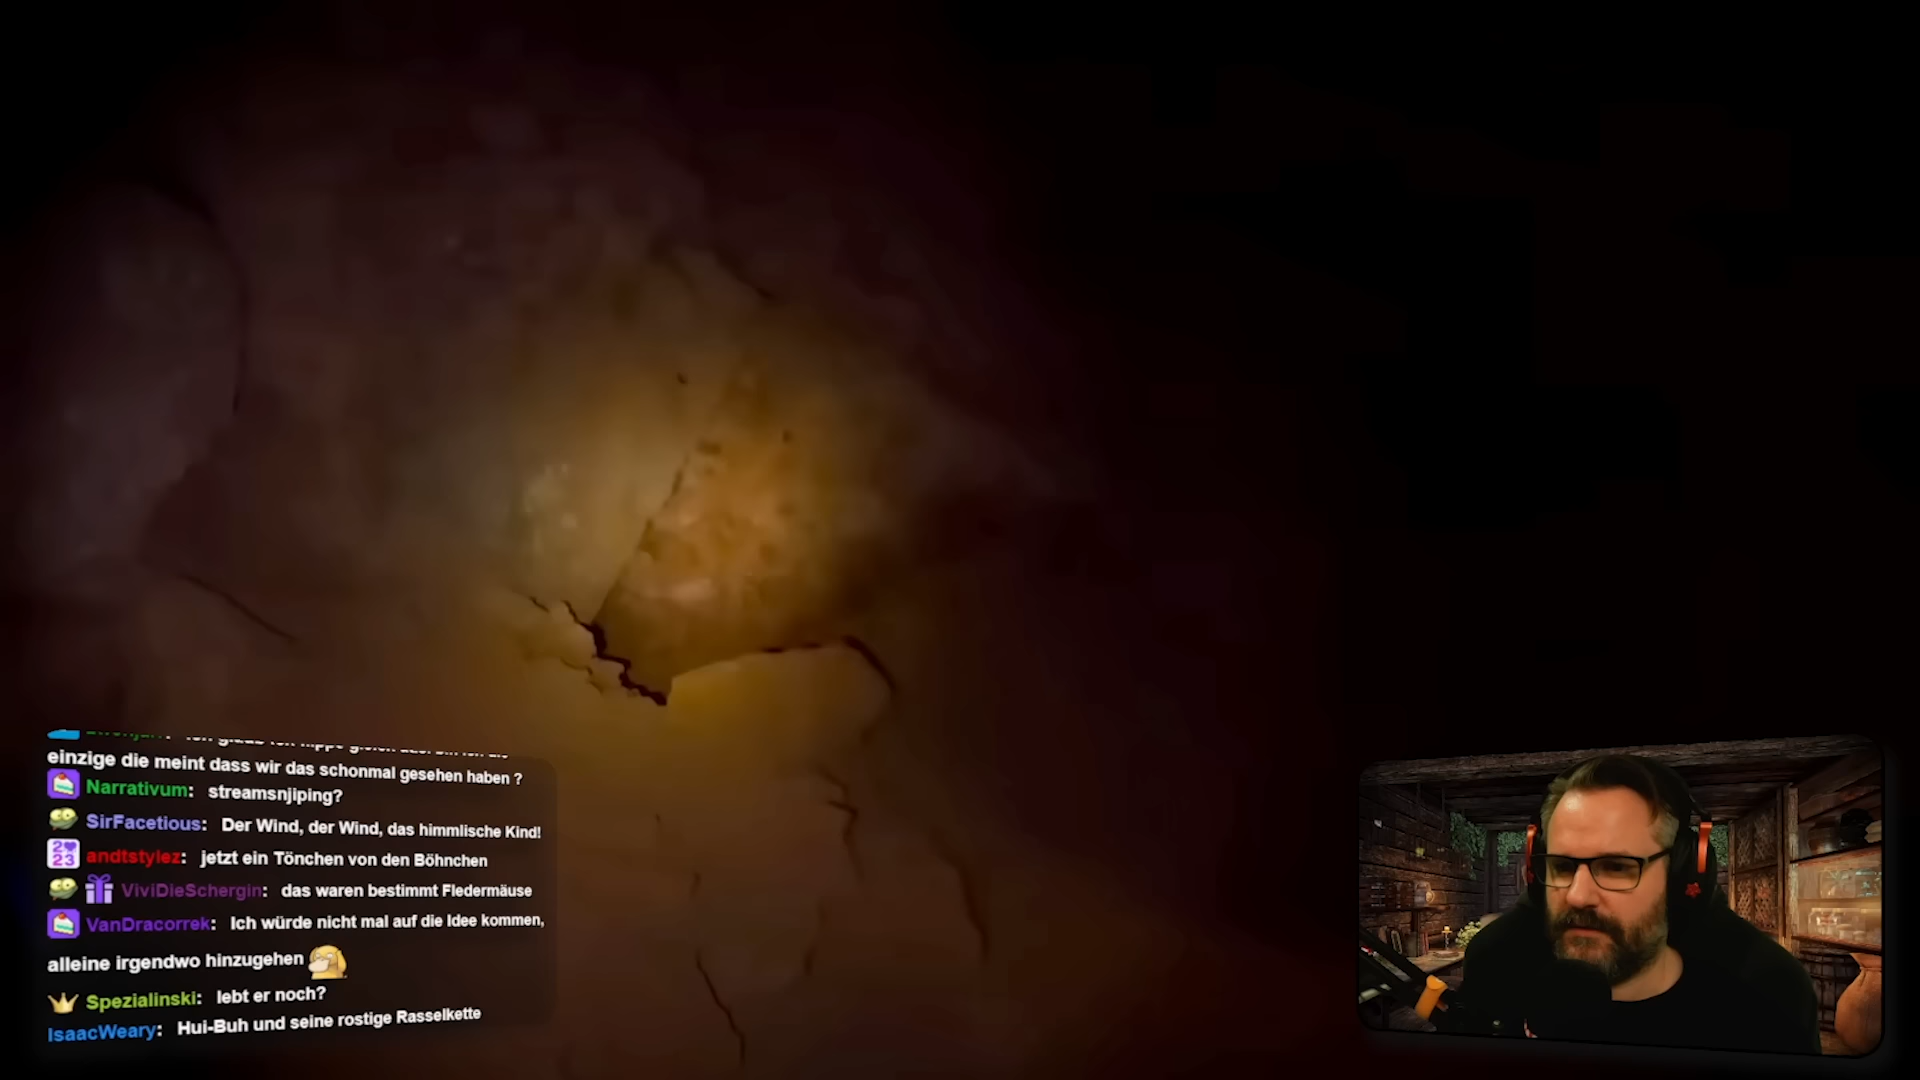 einzige die meint dass wir das schonmal gesehen haben ?
Narrativum: streamsnjiping?
SirFacetious: Der Wind, der Wind, das himmlische Kind!
2 23 andtstylez: jetzt ein Tönchen von den Böhnchen
ViviDieSchergin: das waren bestimmt Fledermäuse
VanDracorrek: Ich würde nicht mal auf die Idee kommen,
alleine irgendwo hinzugehen
Spezialinski: lebt er noch?
IsaacWeary: Hui-Buh und seine rostige Rasselkette